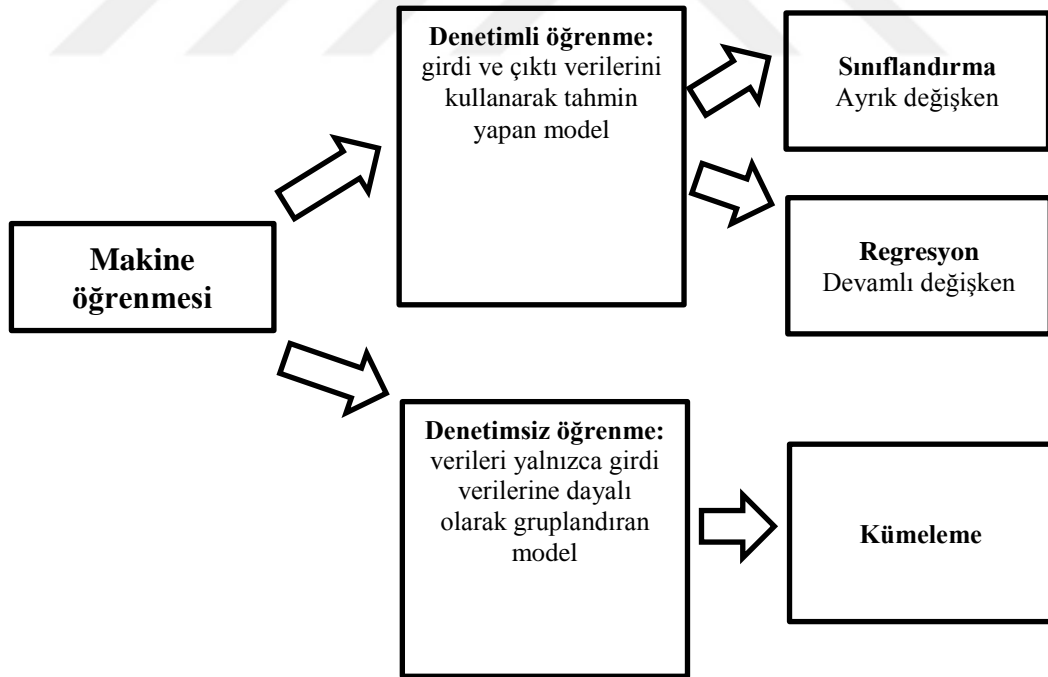 Makine
öğrenmesi
Denetimli öğrenme:
girdi ve çıktı verilerini
kullanarak tahmin
yapan model
Sınıflandırma
Ayrık değişken
Regresyon
Devamlı değişken
Denetimsiz öğrenme:
verileri yalnızca girdi
verilerine dayalı
olarak gruplandıran
model
Kümeleme